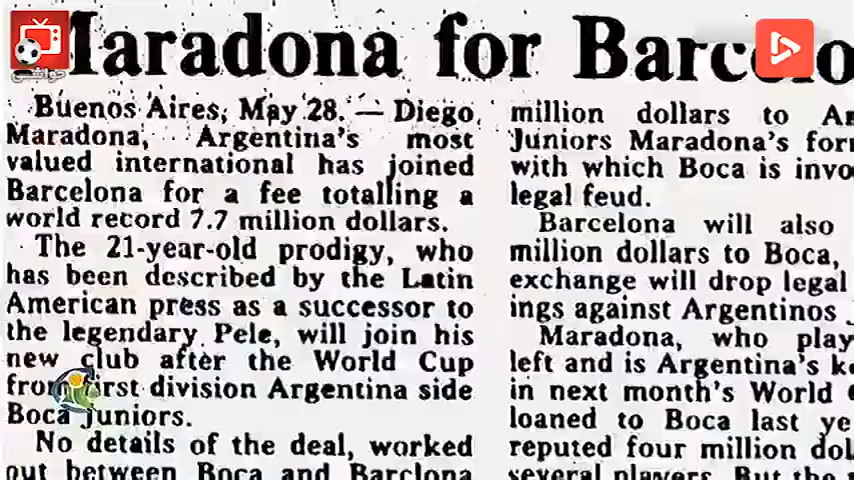 Maradona for Barcelo
Buenos Aires, May 28. — Diego
Maradona, Argentina's most
valued international has joined
Barcelona for a fee totalling a
world record 7.7 million dollars.
The 21-year-old prodigy, who
has been described by the Latin
American press as a successor to
the legendary Pele, will join his
new club after the World Cup
from first division Argentina side
Boca Juniors.
No details of the deal, worked
out between Boca and Barclona
million dollars to Ar
Juniors Maradona's for
with which Boca is invo
legal feud.
Barcelona will also
million dollars to Boca,
exchange will drop legal
ings against Argentinos J
Maradona, who play
left and is Argentina's k
in next month's World C
loaned to Boca last ye
reputed four million dol
several players. But the
حواشی